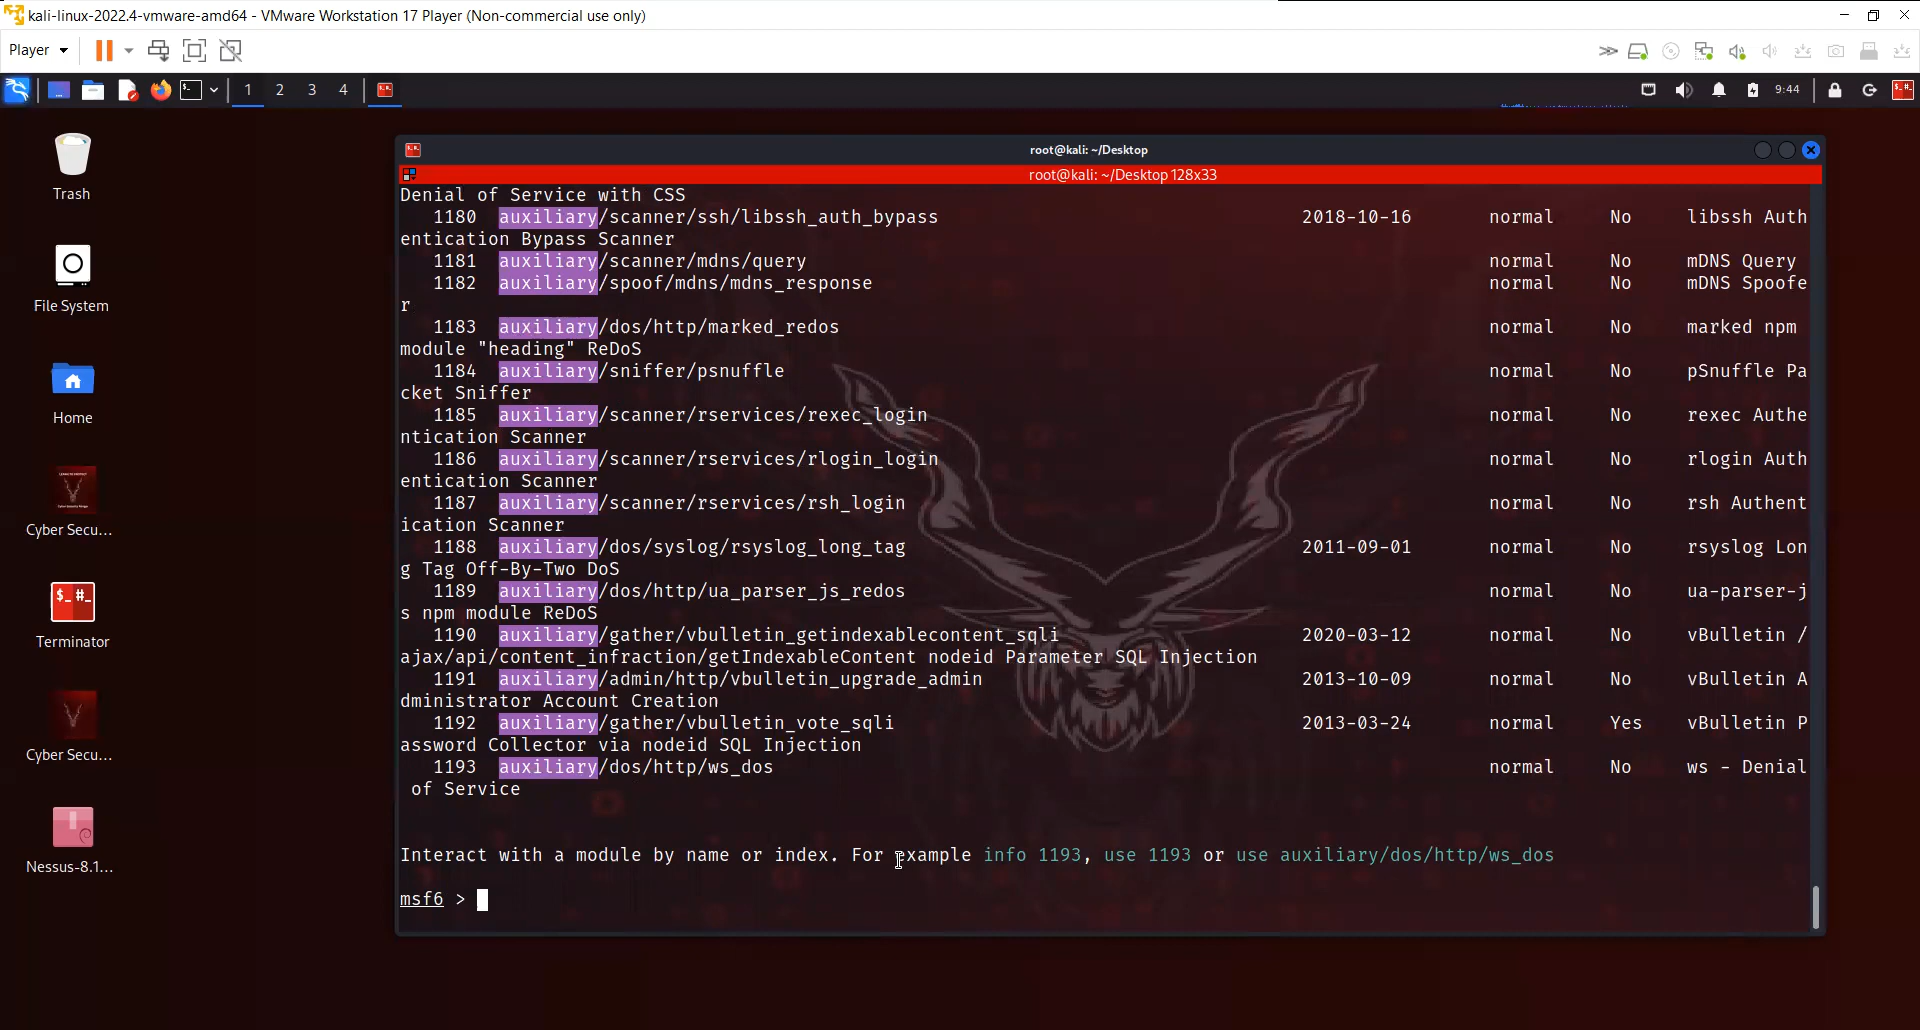 kali-linux-2022.4-vmware-amd64 - VMware Workstation 17 Player (Non-commercial use only)
Player
1 2 3 4
9:44
Trash
File System
Home
Cyber Secu...
Terminator
Cyber Secu...
Nessus-8.1...
root@kali: ~/Desktop
root@kali: ~/Desktop 128x33
Denial of Service with CSS
1180 auxiliary/scanner/ssh/libssh_auth_bypass 2018-10-16 normal No libssh Auth
entication Bypass Scanner
1181 auxiliary/scanner/mdns/query normal No mDNS Query
1182 auxiliary/spoof/mdns/mdns_response normal No mDNS Spoofe
r
1183 auxiliary/dos/http/marked_redos normal No marked npm
module "heading" ReDoS
1184 auxiliary/sniffer/psnuffle normal No pSnuffle Pa
cket Sniffer
1185 auxiliary/scanner/rservices/rexec_login normal No rexec Authe
ntication Scanner
1186 auxiliary/scanner/rservices/rlogin_login normal No rlogin Auth
entication Scanner
1187 auxiliary/scanner/rservices/rsh_login normal No rsh Authent
ication Scanner
1188 auxiliary/dos/syslog/rsyslog_long_tag 2011-09-01 normal No rsyslog Lon
g Tag Off-By-Two DoS
1189 auxiliary/dos/http/ua_parser_js_redos normal No ua-parser-j
s npm module ReDoS
1190 auxiliary/gather/vbulletin_getindexablecontent_sqli 2020-03-12 normal No vBulletin /
ajax/api/content_infraction/getIndexableContent nodeid Parameter SQL Injection
1191 auxiliary/admin/http/vbulletin_upgrade_admin 2013-10-09 normal No vBulletin A
dministrator Account Creation
1192 auxiliary/gather/vbulletin_vote_sqli 2013-03-24 normal Yes vBulletin P
assword Collector via nodeid SQL Injection
1193 auxiliary/dos/http/ws_dos normal No ws - Denial
of Service
Interact with a module by name or index. For example info 1193, use 1193 or use auxiliary/dos/http/ws_dos
msf6 >